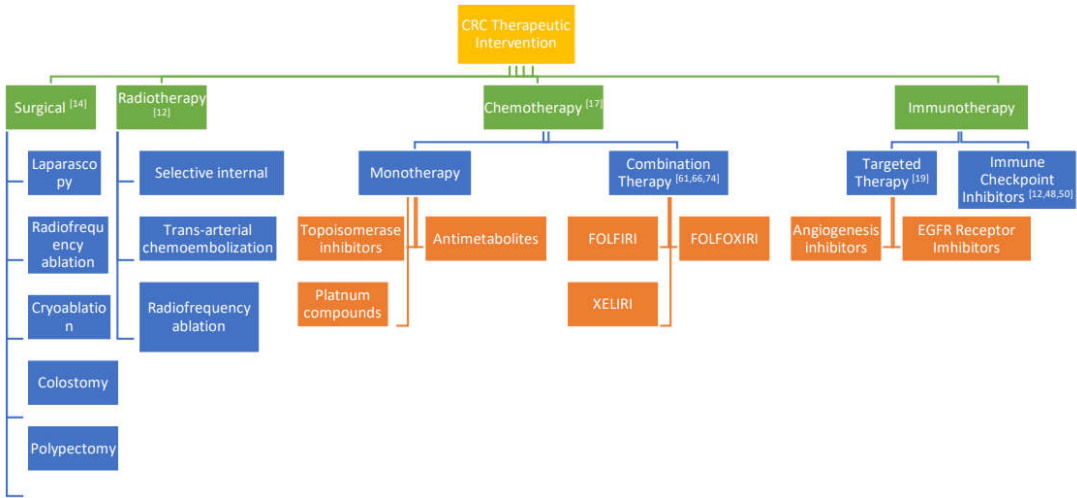 CRC Therapeutic
Intervention
Surgical [14]
Radiotherapy
[12]
Chemotherapy [17]
Immunotherapy
Laparasco
py
Radiofrequ
ency
ablation
Cryoablatio
n
Colostomy
Polypectomy
Selective internal
Trans-arterial
chemoembolization
Radiofrequency
ablation
Monotherapy
Topoisomerase
inhibitors
Antimetabolites
Platnum
compounds
Combination
Therapy [61,66,74]
FOLFIRI
FOLFOXIRI
XELIRI
Targeted
Therapy [19]
Angiogenesis
inhibitors
EGFR Receptor
Imhibitors
Immune
Checkpoint
Inhibitors [12,48,50]